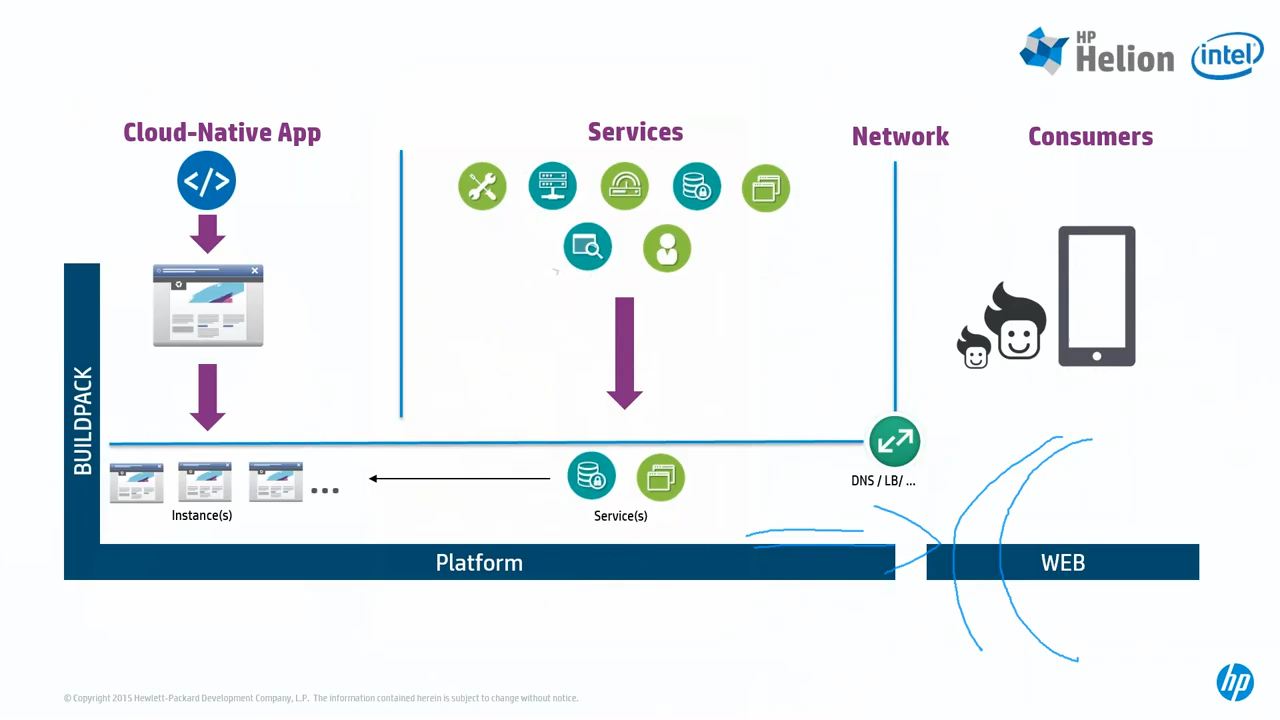 HP
Helion
intel
Cloud-Native App
Services
Network
Consumers
</>
BUILDPACK
Instance(s)
Service(s)
DNS / LB/ ...
Platform
WEB
© Copyright 2015 Hewlett-Packard Development Company, L.P. The information contained herein is subject to change without notice.
hp